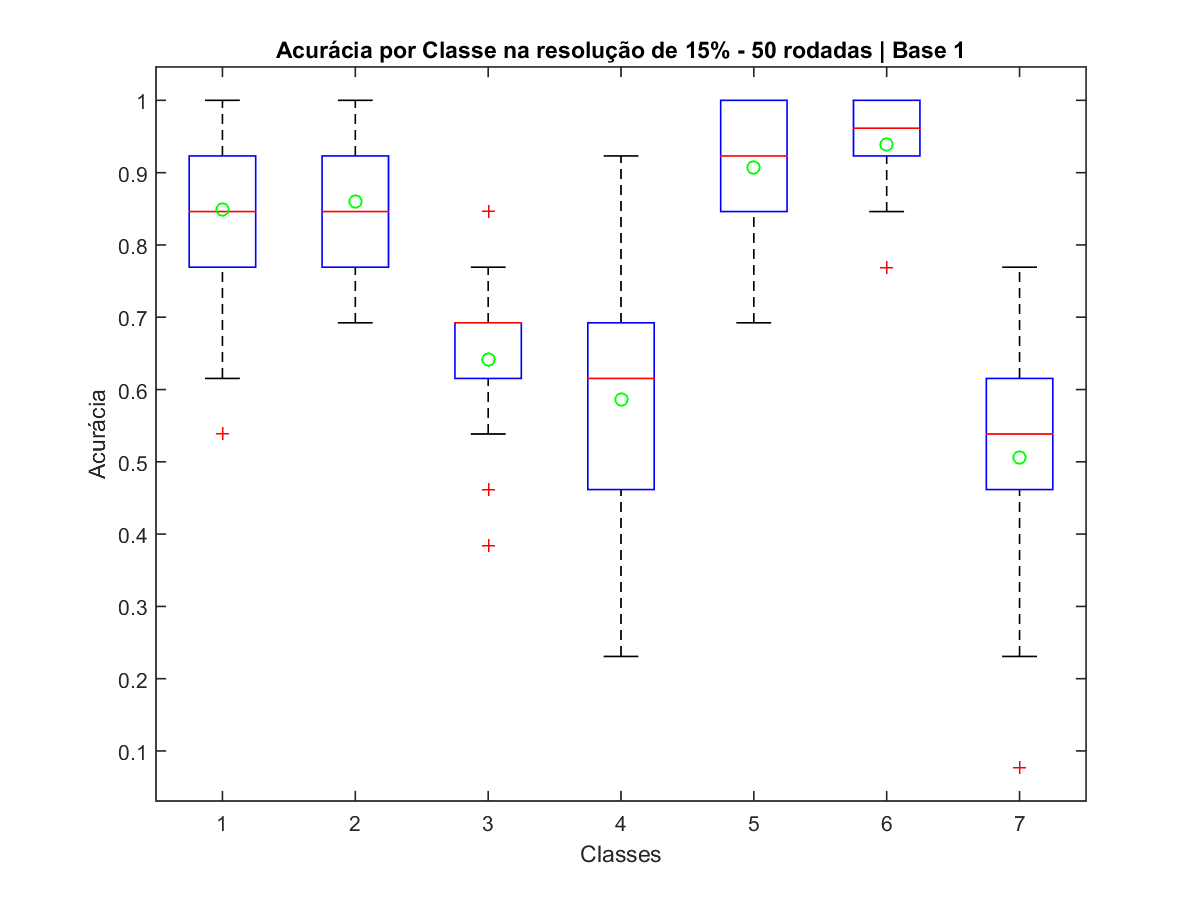 Acurácia por Classe na resolução de 15% - 50 rodadas | Base 1
1
0.9
0.8
0.7
0.6
0.5
0.4
0.3
0.2
0.1
Acurácia
1 2 3 4 5 6 7
Classes